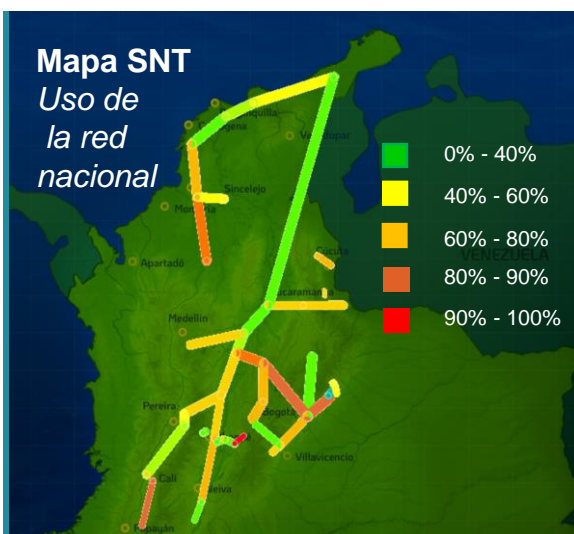 Mapa SNT
Uso de
la red
nacional
0% - 40%
40% - 60%
60% - 80%
80% - 90%
90% - 100%
VENEZUELA
Sincelejo
Apartadó
Cúcuta
Medellín
Pereira
Bogotá
Villavicencio
Cali
Popayán